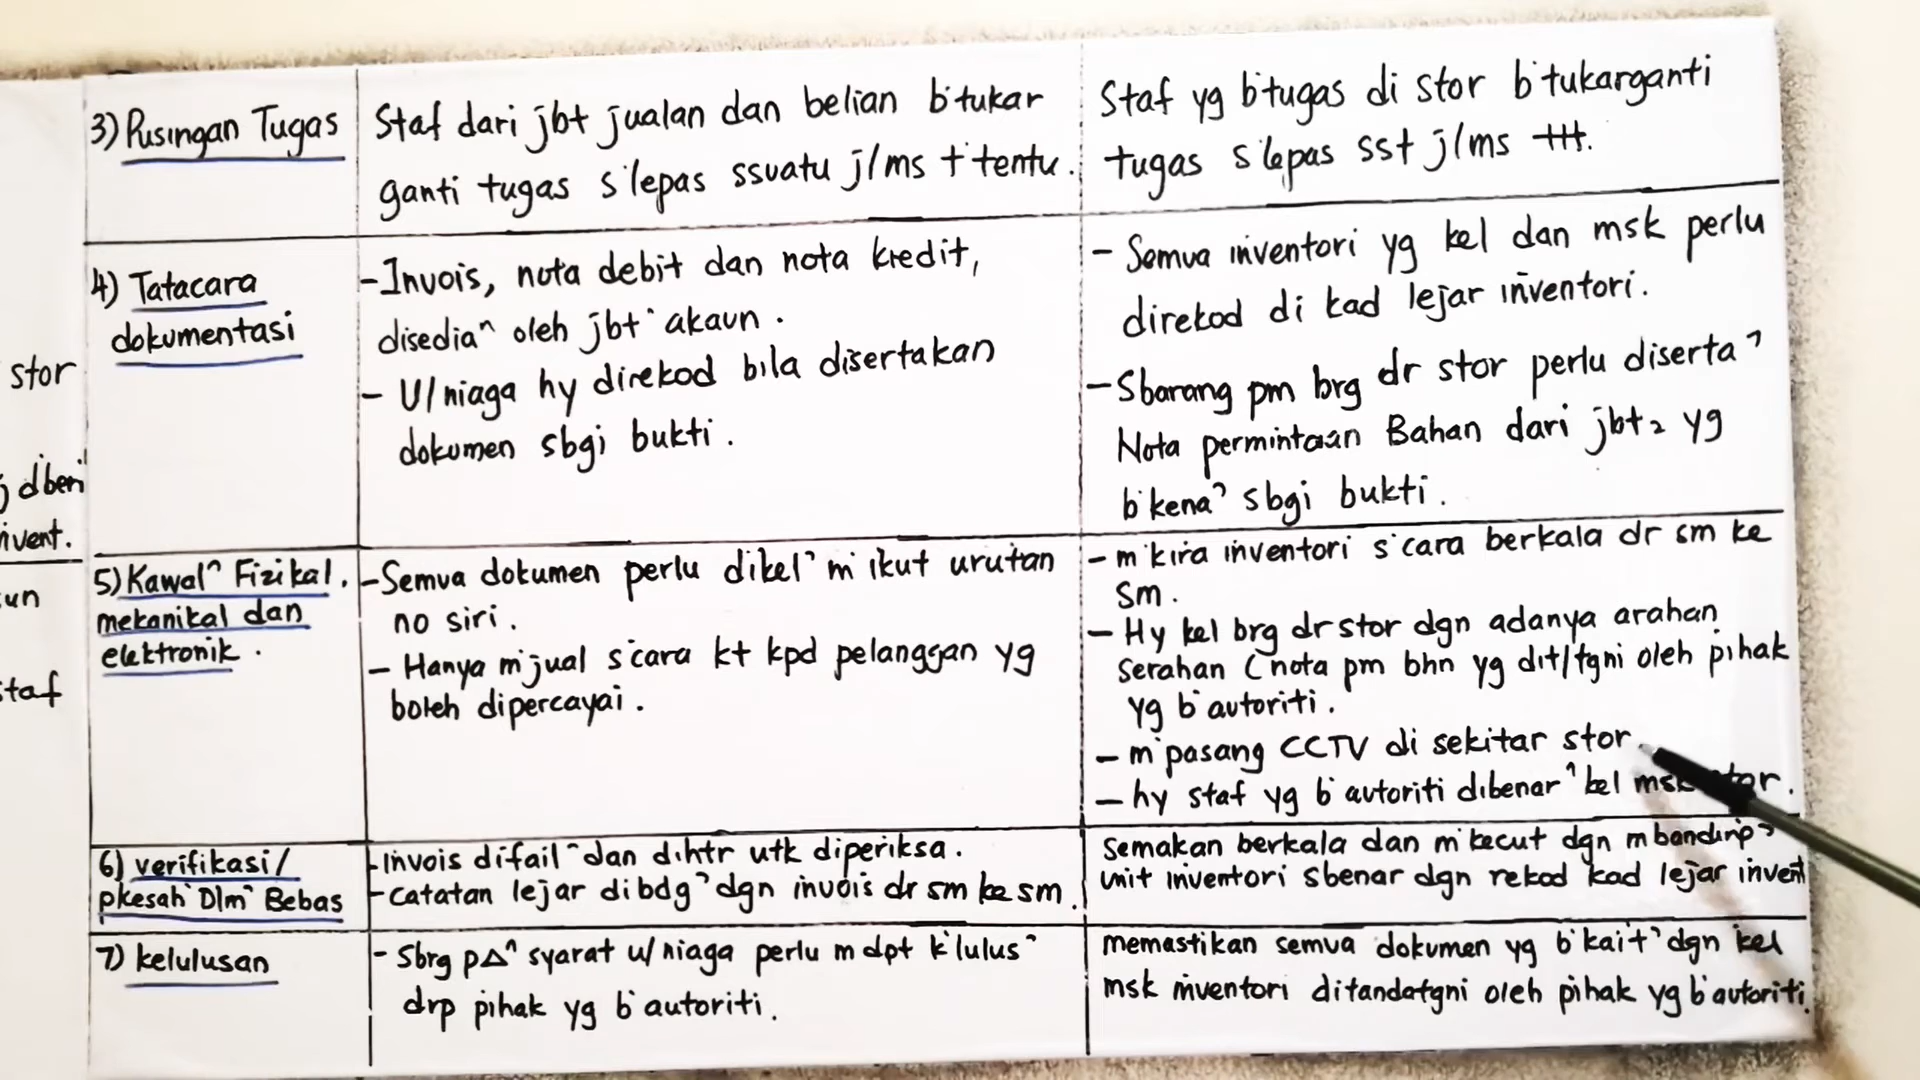 stor
dberi
invent.
un
staf
3) Pusingan Tugas
Staf dari jbt jualan dan belian b'tukar
ganti tugas s'lepas ssuatu j/ms t'tentu.
Staf yg b'tugas di stor b'tukarganti
tugas s'lepas sst j/ms ttt.
4) Tatacara
dokumentasi
-Invois, nota debit dan nota kredit,
disedia^ oleh jbt akaun.
- U/niaga hy direkod bila disertakan
dokumen sbgi bukti.
- Semua inventori yg kel dan msk perlu
direkod di kad lejar inventori.
- Sbarang pm brg dr stor perlu diserta^
Nota permintaan Bahan dari jbt2 yg
b'kena^ sbgi bukti.
5) Kawal^ Fizikal,
mekanikal dan
elektronik.
-Semua dokumen perlu dikel^ m'ikut urutan
no siri.
- Hanya m'jual s'cara kt kpd pelanggan yg
boleh dipercayai.
- m'kira inventori s'cara berkala dr sm ke
sm.
- Hy kel brg dr stor dgn adanya arahan
serahan (nota pm bhn yg dit/tgni oleh pihak
yg b'autoriti.
- m'pasang CCTV di sekitar stor.
- hy staf yg b'autoriti dibenar^ kel msk stor.
6) verifikasi/
pkesah^ Dlm^ Bebas
-Invois difail^ dan dihtr utk diperiksa.
-Catatan lejar dibdg^ dgn invois dr sm ke sm.
Semakan berkala dan m'kecut dgn mbandinp^
unit inventori sbenar dgn rekod kad lejar invent
7) kelulusan
- Sbrg pΔ^ syarat u/niaga perlu mdpt k'lulus^
drp pihak yg b'autoriti.
memastikan semua dokumen yg b'kait^ dgn kel
msk inventori ditandatgni oleh pihak yg b'autoriti.